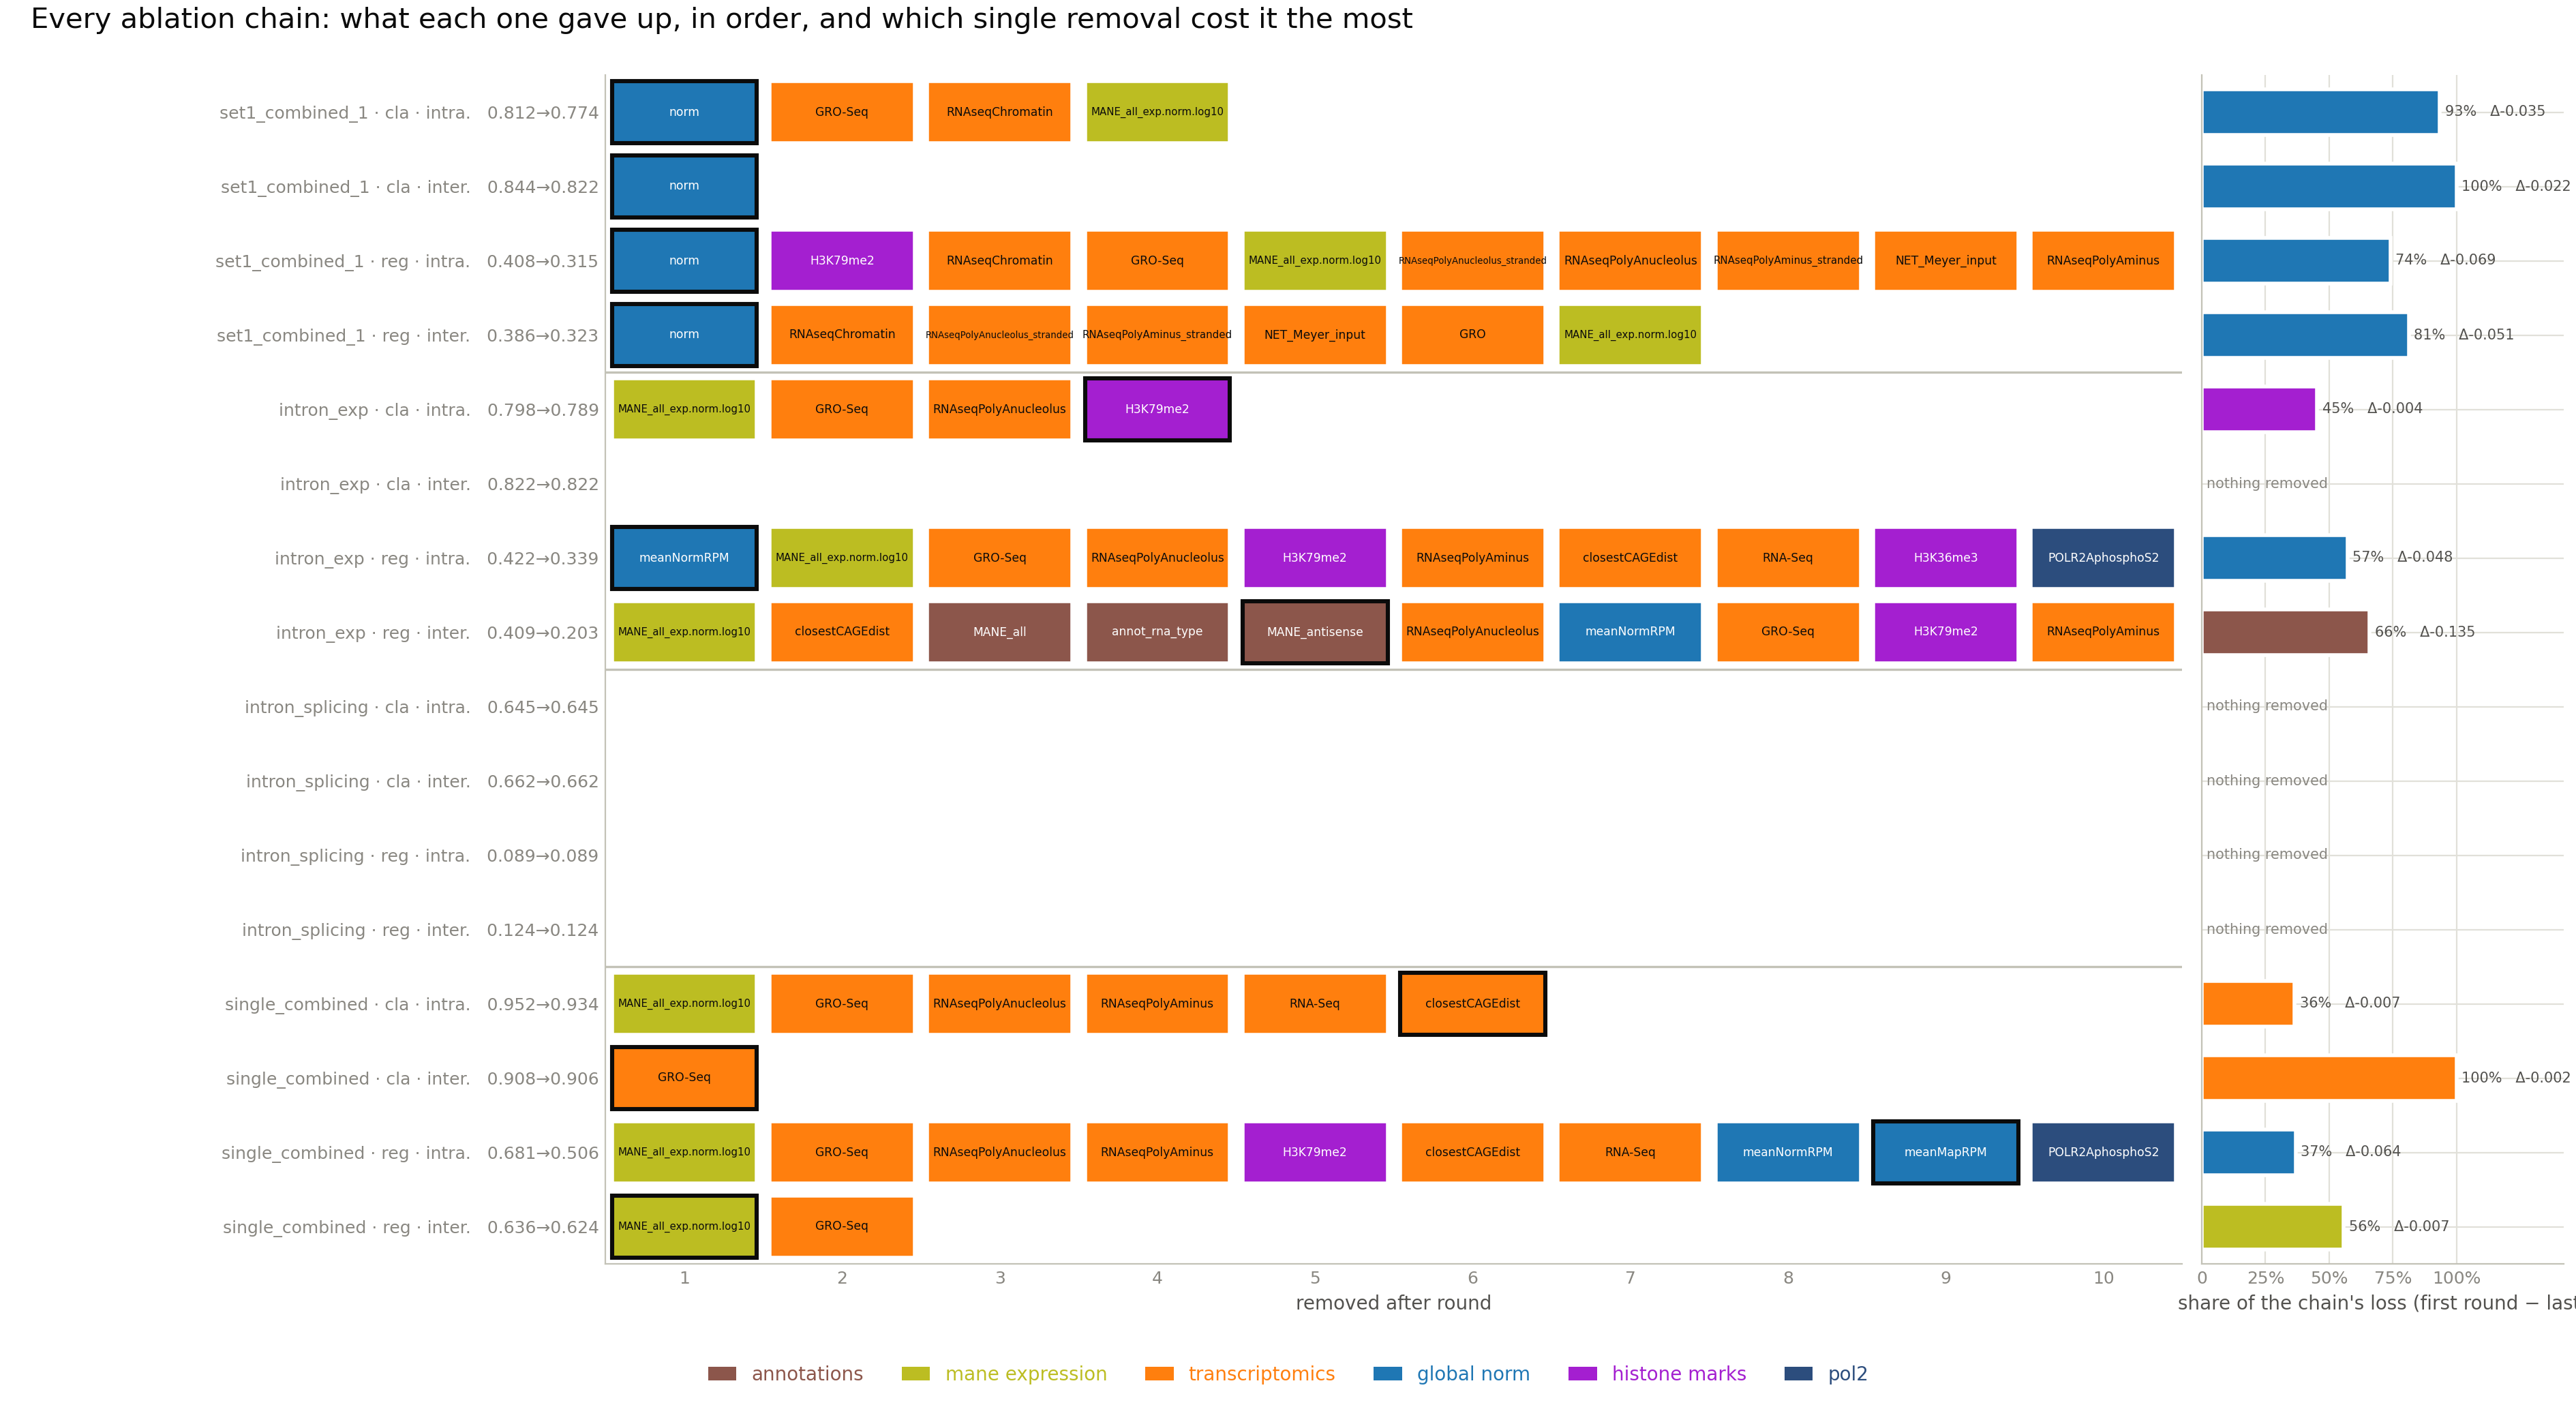 Every ablation chain: what each one gave up, in order, and which single removal cost it the most
set1_combined_1 · cla · intra. 0.812→0.774 norm GRO-Seq RNAseqChromatin MANE_all_exp.norm.log10 93% Δ-0.035
set1_combined_1 · cla · inter. 0.844→0.822 norm 100% Δ-0.022
set1_combined_1 · reg · intra. 0.408→0.315 norm H3K79me2 RNAseqChromatin GRO-Seq MANE_all_exp.norm.log10 RNAseqPolyAnucleolus_stranded RNAseqPolyAnucleolus RNAseqPolyAminus_stranded NET_Meyer_input RNAseqPolyAminus 74% Δ-0.069
set1_combined_1 · reg · inter. 0.386→0.323 norm RNAseqChromatin RNAseqPolyAnucleolus_stranded RNAseqPolyAminus_stranded NET_Meyer_input GRO MANE_all_exp.norm.log10 81% Δ-0.051
intron_exp · cla · intra. 0.798→0.789 MANE_all_exp.norm.log10 GRO-Seq RNAseqPolyAnucleolus H3K79me2 45% Δ-0.004
intron_exp · cla · inter. 0.822→0.822 nothing removed
intron_exp · reg · intra. 0.422→0.339 meanNormRPM MANE_all_exp.norm.log10 GRO-Seq RNAseqPolyAnucleolus H3K79me2 RNAseqPolyAminus closestCAGEdist RNA-Seq H3K36me3 POLR2AphosphoS2 57% Δ-0.048
intron_exp · reg · inter. 0.409→0.203 MANE_all_exp.norm.log10 closestCAGEdist MANE_all annot_rna_type MANE_antisense RNAseqPolyAnucleolus meanNormRPM GRO-Seq H3K79me2 RNAseqPolyAminus 66% Δ-0.135
intron_splicing · cla · intra. 0.645→0.645 nothing removed
intron_splicing · cla · inter. 0.662→0.662 nothing removed
intron_splicing · reg · intra. 0.089→0.089 nothing removed
intron_splicing · reg · inter. 0.124→0.124 nothing removed
single_combined · cla · intra. 0.952→0.934 MANE_all_exp.norm.log10 GRO-Seq RNAseqPolyAnucleolus RNAseqPolyAminus RNA-Seq closestCAGEdist 36% Δ-0.007
single_combined · cla · inter. 0.908→0.906 GRO-Seq 100% Δ-0.002
single_combined · reg · intra. 0.681→0.506 MANE_all_exp.norm.log10 GRO-Seq RNAseqPolyAnucleolus RNAseqPolyAminus H3K79me2 closestCAGEdist RNA-Seq meanNormRPM meanMapRPM POLR2AphosphoS2 37% Δ-0.064
single_combined · reg · inter. 0.636→0.624 MANE_all_exp.norm.log10 GRO-Seq 56% Δ-0.007
1 2 3 4 5 6 7 8 9 10 0 25% 50% 75% 100%
removed after round share of the chain's loss (first round − last
annotations mane expression transcriptomics global norm histone marks pol2